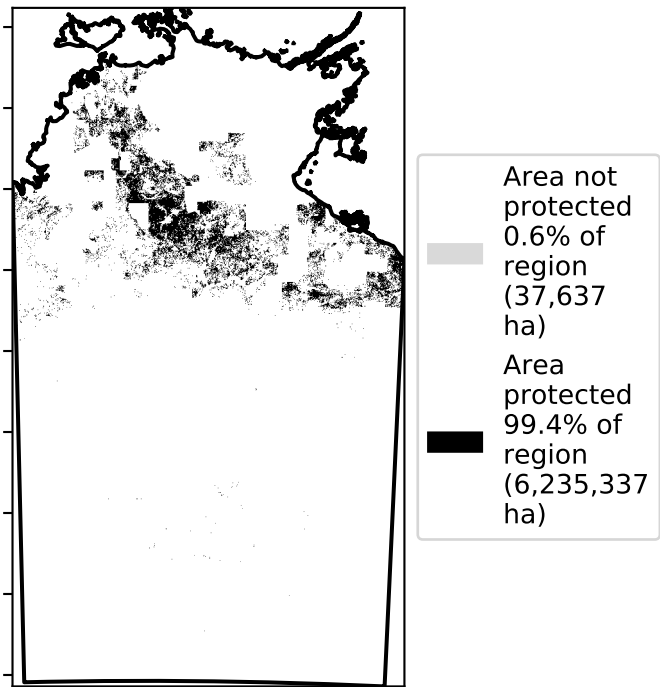 Area not
protected
0.6% of
region
(37,637
ha)
Area
protected
99.4% of
region
(6,235,337
ha)